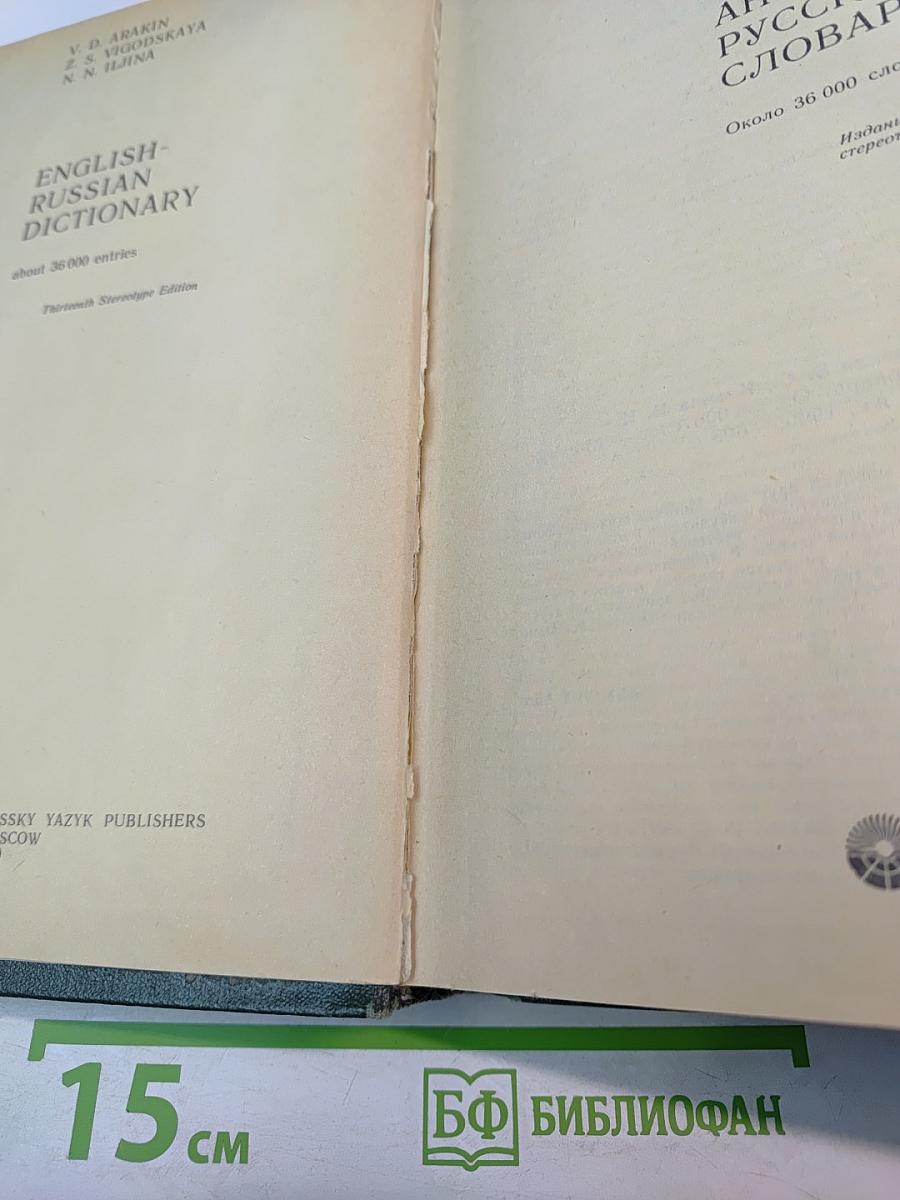 V. D. ARAKIN
Z. S. VIGODSKAYA
N. N. ILJINA
ENGLISH-
RUSSIAN
DICTIONARY
about 36 000 entries
Thirteenth Stereotype Edition
SSKY YAZYK PUBLISHERS
SCOW
АН
РУССК
СЛОВАР
Около 36 000 сло
Издани
стереот
15 см
БФ БИБЛИОФАН